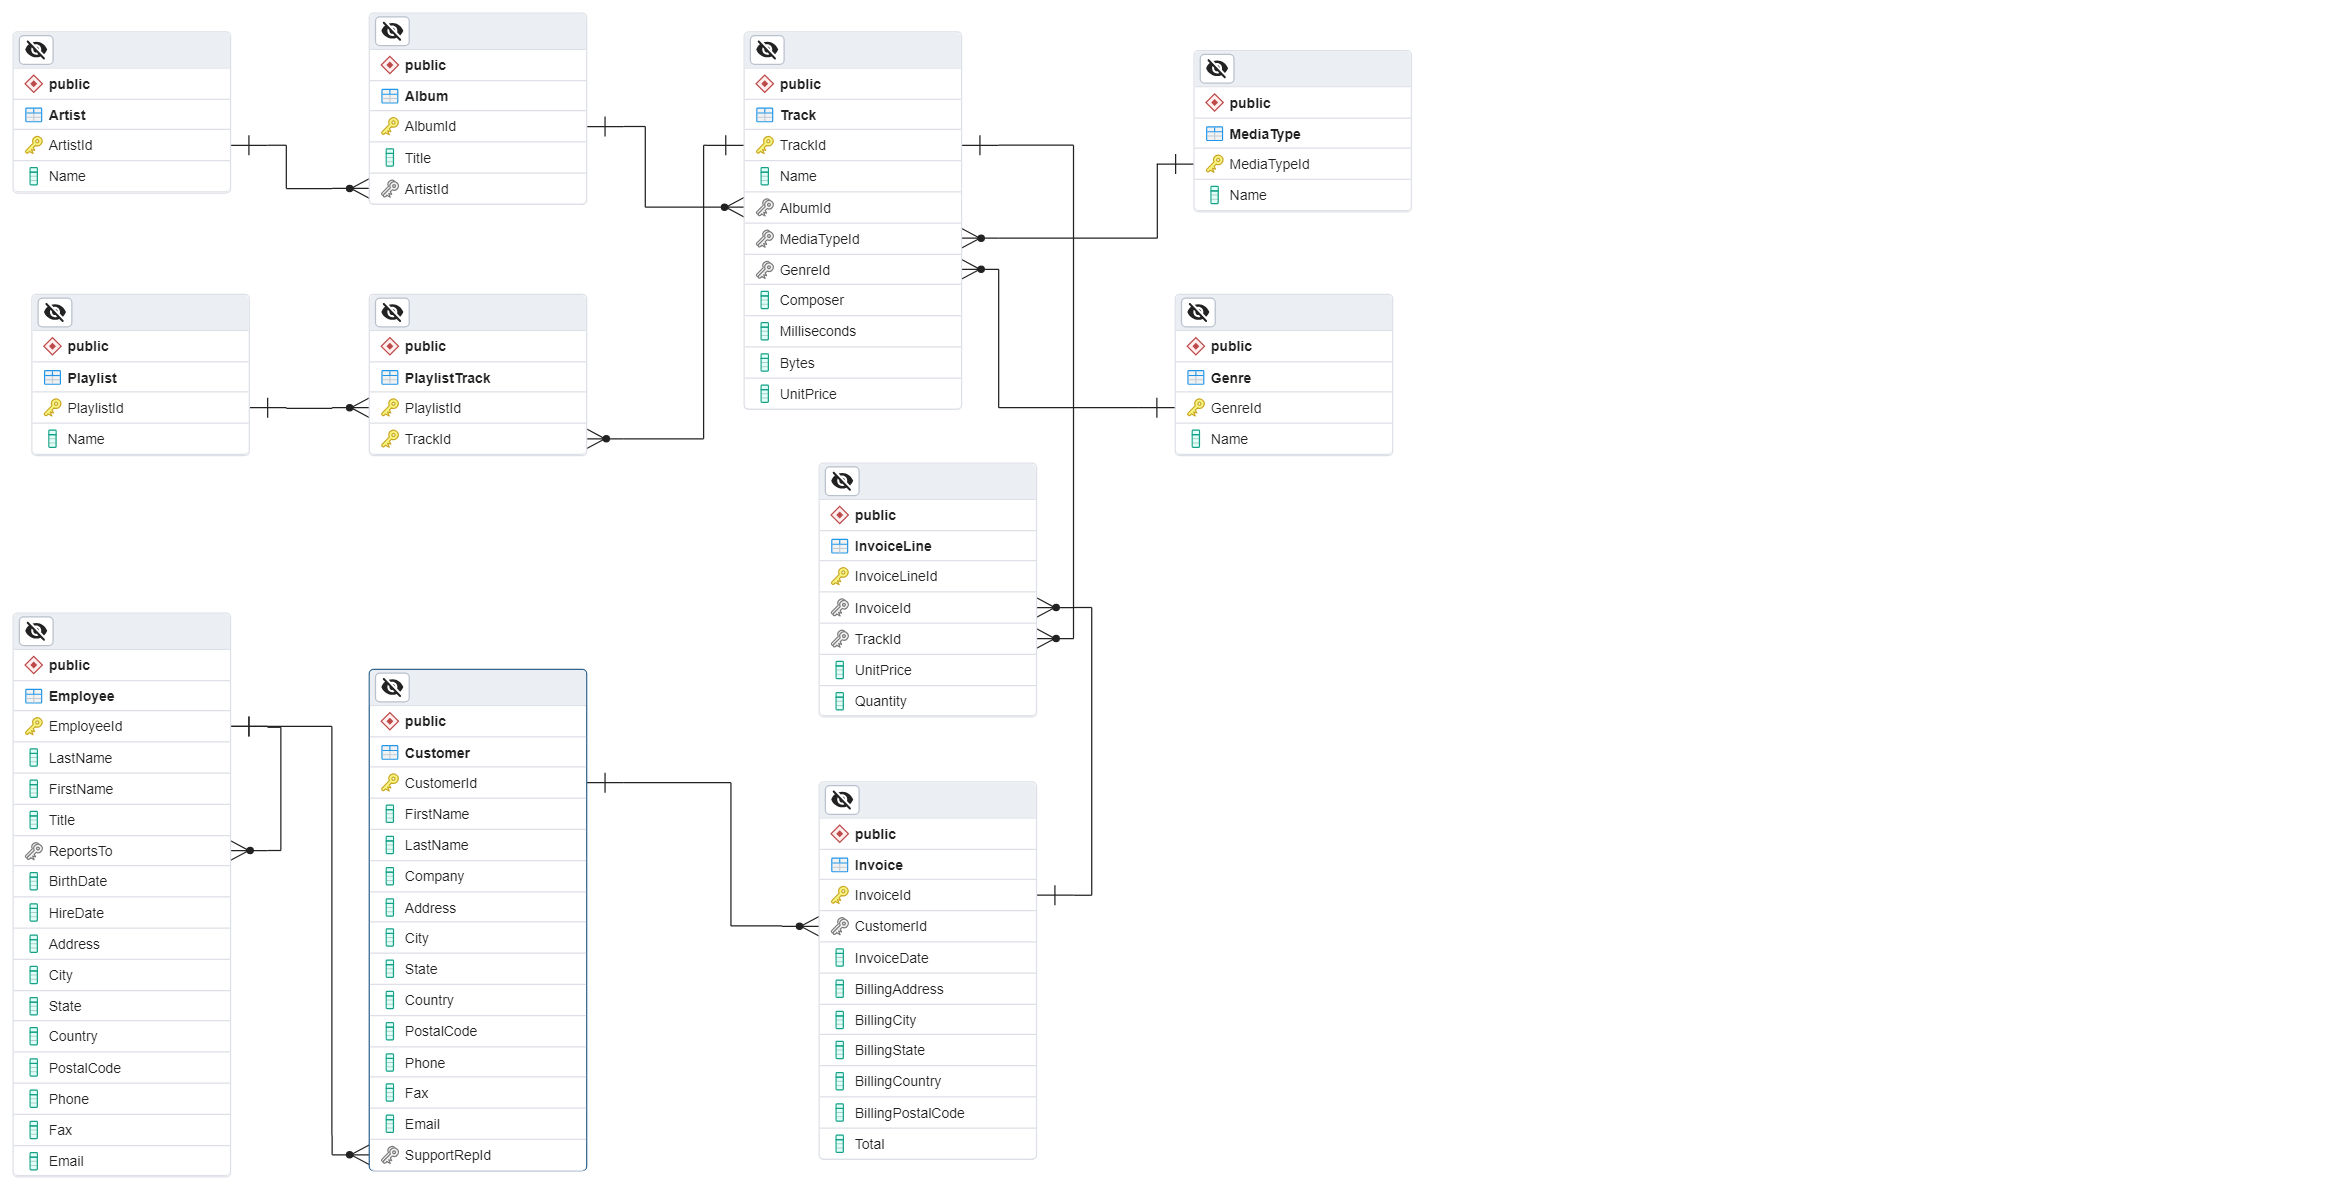 public
Artist
ArtistId
Name
public
Album
AlbumId
Title
ArtistId
public
Track
TrackId
Name
AlbumId
MediaTypeId
GenreId
Composer
Milliseconds
Bytes
UnitPrice
public
MediaType
MediaTypeId
Name
public
Playlist
PlaylistId
Name
public
PlaylistTrack
PlaylistId
TrackId
public
Genre
GenreId
Name
public
InvoiceLine
InvoiceLineId
InvoiceId
TrackId
UnitPrice
Quantity
public
Employee
EmployeeId
LastName
FirstName
Title
ReportsTo
BirthDate
HireDate
Address
City
State
Country
PostalCode
Phone
Fax
Email
public
Customer
CustomerId
FirstName
LastName
Company
Address
City
State
Country
PostalCode
Phone
Fax
Email
SupportRepId
public
Invoice
InvoiceId
CustomerId
InvoiceDate
BillingAddress
BillingCity
BillingState
BillingCountry
BillingPostalCode
Total